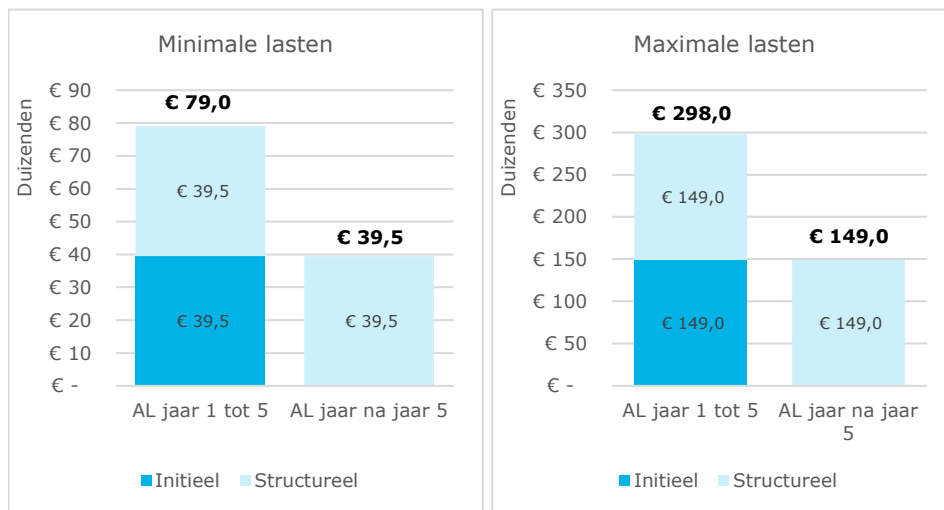 Minimale lasten
Duizenden
€ 90
€ 80
€ 70
€ 60
€ 50
€ 40
€ 30
€ 20
€ 10
€ -
€ 79,0
€ 39,5
€ 39,5
€ 39,5
€ 39,5
AL jaar 1 tot 5
AL jaar na jaar 5
Initieel
Structureel
Maximale lasten
Duizenden
€ 350
€ 300
€ 250
€ 200
€ 150
€ 100
€ 50
€ -
€ 298,0
€ 149,0
€ 149,0
€ 149,0
€ 149,0
AL jaar 1 tot 5
AL jaar na jaar
5
Initieel
Structureel